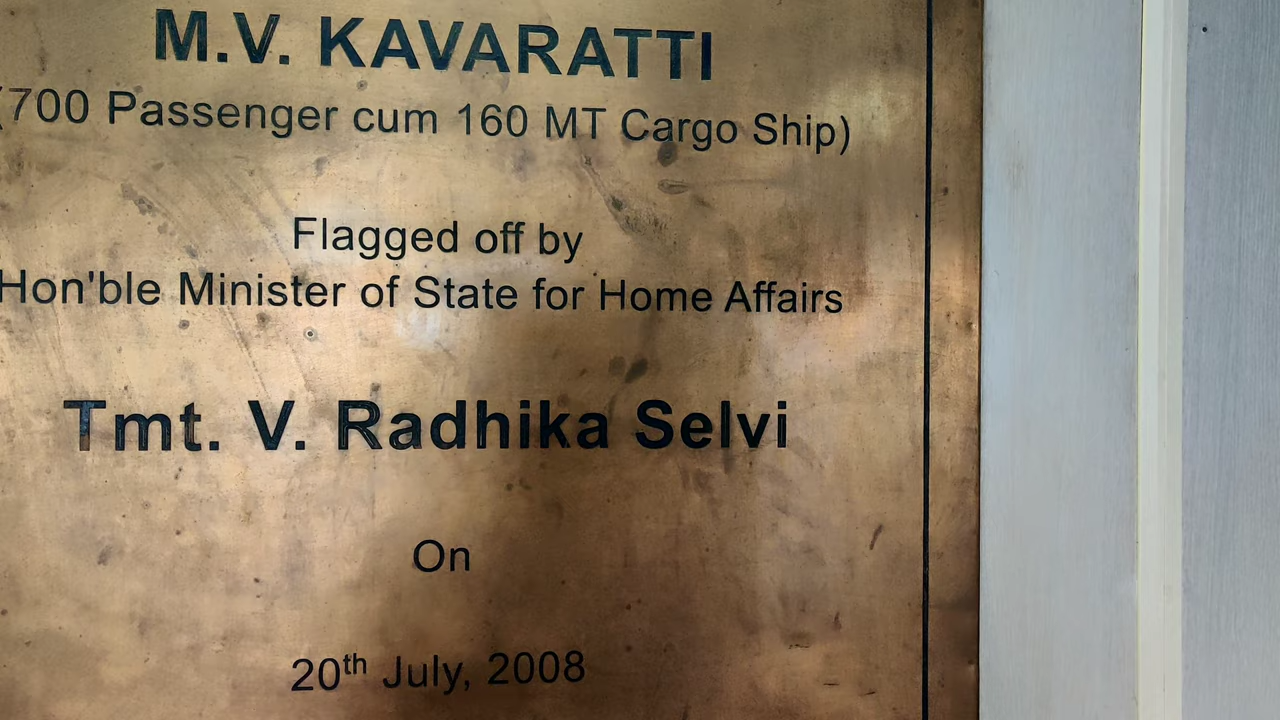 M.V. KAVARATTI
(700 Passenger cum 160 MT Cargo Ship)
Flagged off by
Hon'ble Minister of State for Home Affairs
Tmt. V. Radhika Selvi
On
20th July, 2008